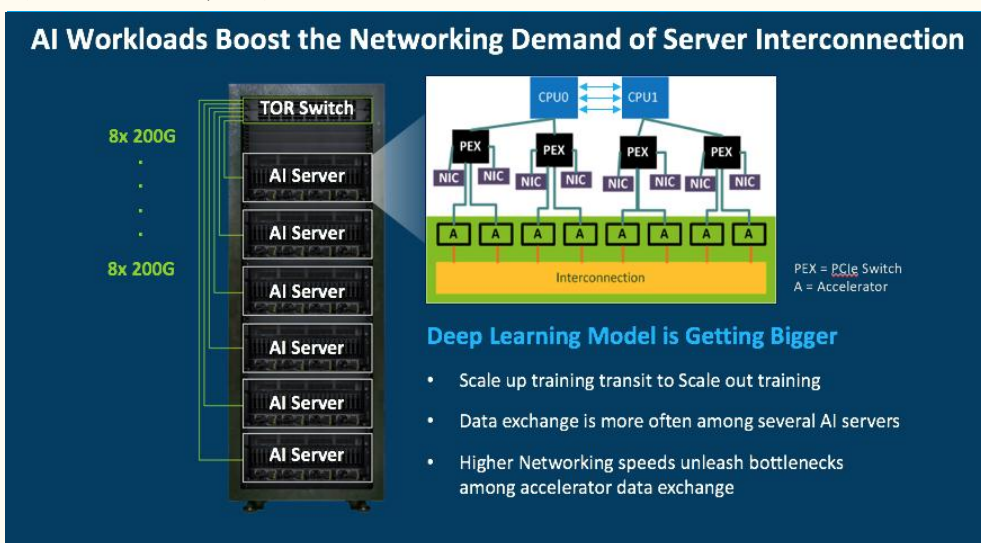 AI Workloads Boost the Networking Demand of Server Interconnection
TOR Switch
8x 200G
8x 200G
AI Server
AI Server
AI Server
AI Server
AI Server
AI Server
CPU0
CPU1
PEX
PEX
PEX
PEX
NIC
NIC
NIC
NIC
NIC
NIC
NIC
NIC
A
A
A
A
A
A
A
A
Interconnection
PEX = PCIe Switch
A = Accelerator
Deep Learning Model is Getting Bigger
• Scale up training transit to Scale out training
• Data exchange is more often among several AI servers
• Higher Networking speeds unleash bottlenecks
among accelerator data exchange